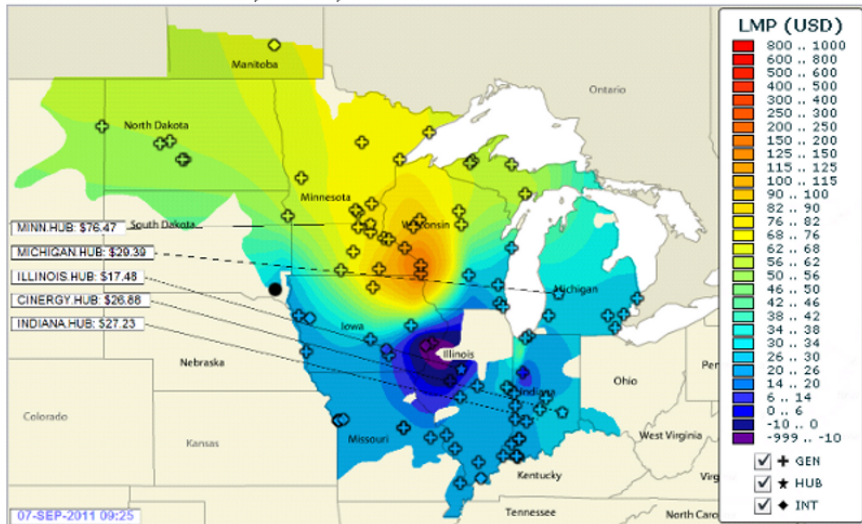 Manitoba
Ontario
North Dakota
Minnesota
South Dakota
Wisconsin
MINN.HUB: $76.47
MICHIGAN.HUB: $29.39
ILLINOIS.HUB: $17.48
CINERGY.HUB: $26.88
INDIANA.HUB: $27.23
Michigan
Iowa
Illinois
Nebraska
Indiana
Ohio
Pen
Colorado
Kansas
Missouri
West Virginia
Kentucky
Virg
Tennessee
North Caro
07-SEP-2011 09:25
LMP (USD)
800 .. 1000
600 .. 800
500 .. 600
400 .. 500
300 .. 400
250 .. 300
200 .. 250
150 .. 200
125 .. 150
115 .. 125
100 .. 115
90 .. 100
82 .. 90
76 .. 82
68 .. 76
62 .. 68
56 .. 62
50 .. 56
46 .. 50
42 .. 46
38 .. 42
34 .. 38
30 .. 34
26 .. 30
20 .. 26
14 .. 20
6 .. 14
0 .. 6
-10 .. 0
-999 .. -10
GEN
HUB
INT